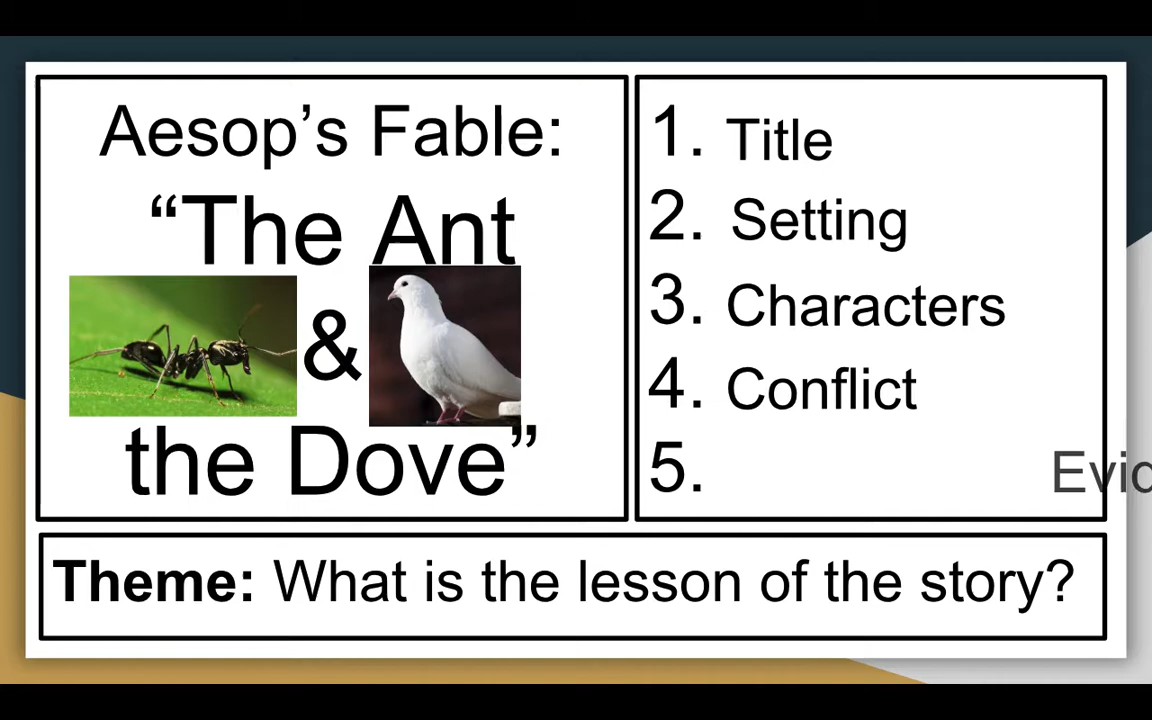 Aesop’s Fable:
“The Ant
&
the Dove”
1. Title
2. Setting
3. Characters
4. Conflict
5.
Theme: What is the lesson of the story?